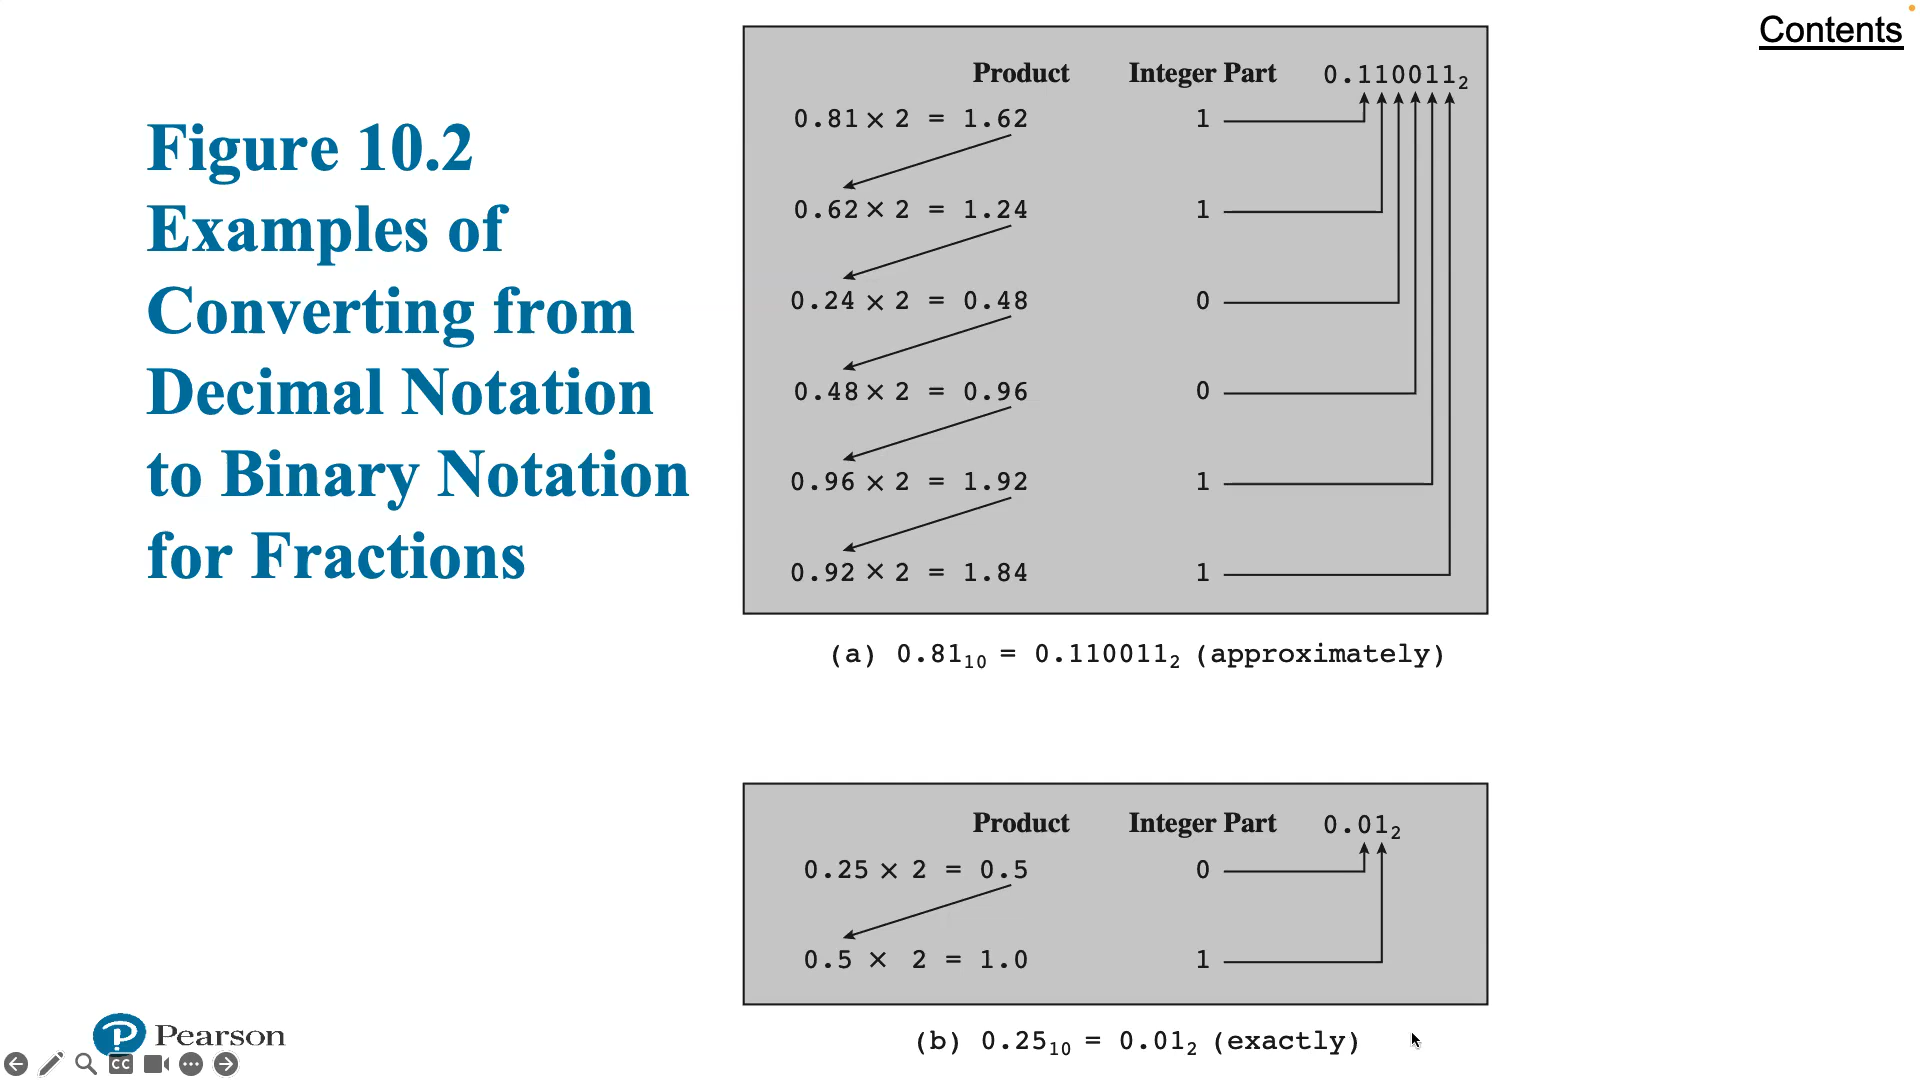 Contents
Figure 10.2
Examples of
Converting from
Decimal Notation
to Binary Notation
for Fractions
Product Integer Part 0.110011₂
0.81 × 2 = 1.62 1
0.62 × 2 = 1.24 1
0.24 × 2 = 0.48 0
0.48 × 2 = 0.96 0
0.96 × 2 = 1.92 1
0.92 × 2 = 1.84 1
(a) 0.81₁₀ = 0.110011₂ (approximately)
Product Integer Part 0.01₂
0.25 × 2 = 0.5 0
0.5 × 2 = 1.0 1
(b) 0.25₁₀ = 0.01₂ (exactly)
P Pearson
CC